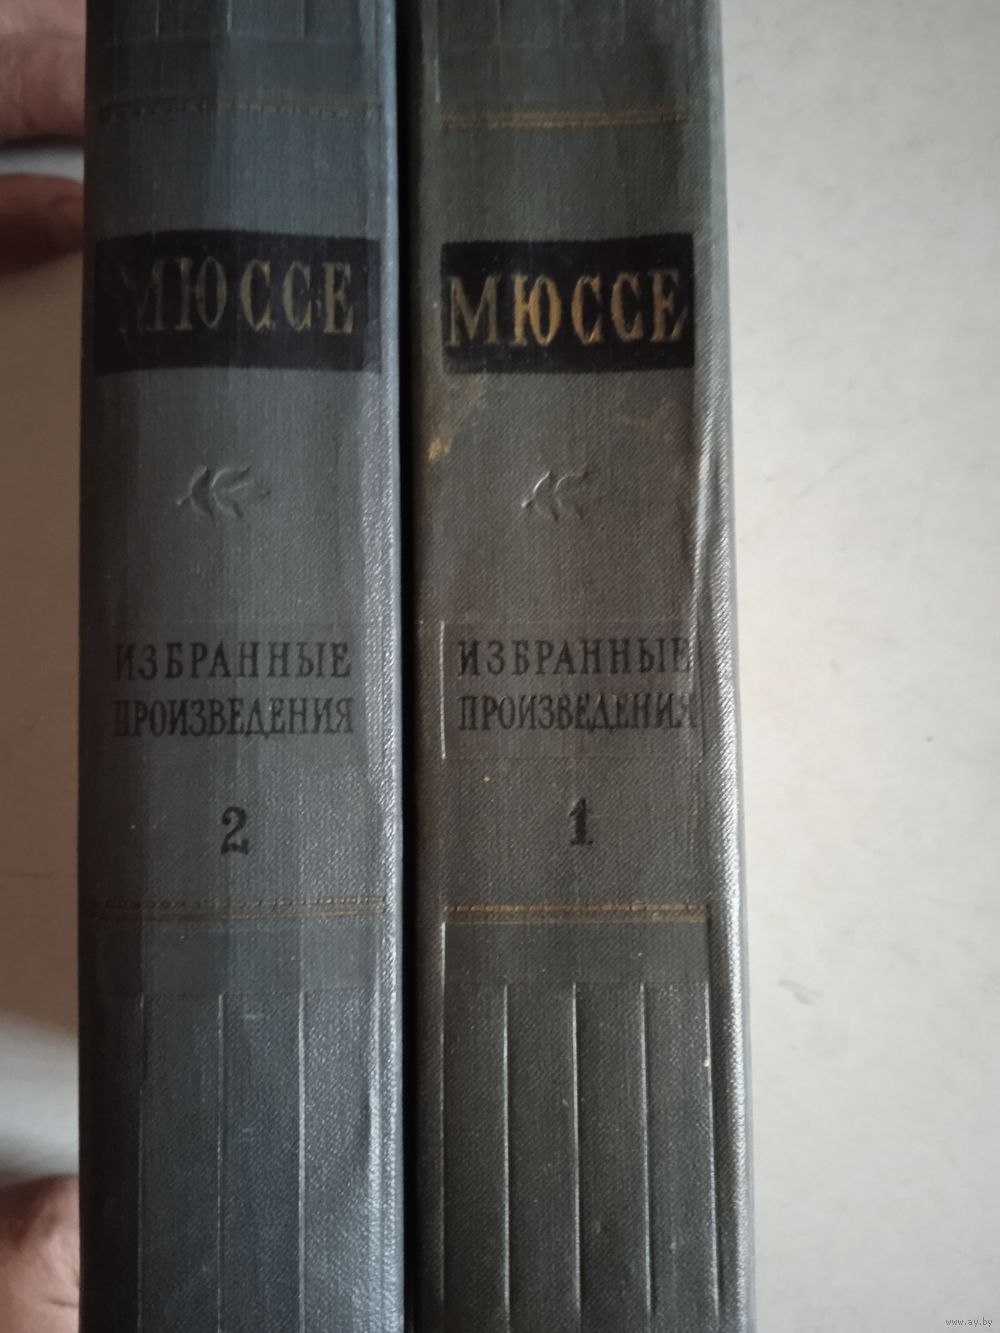 МЮССЕ
ИЗБРАННЫЕ
ПРОИЗВЕДЕНИЯ
2
МЮССЕ
ИЗБРАННЫЕ
ПРОИЗВЕДЕНИЯ
1
www.ay.by